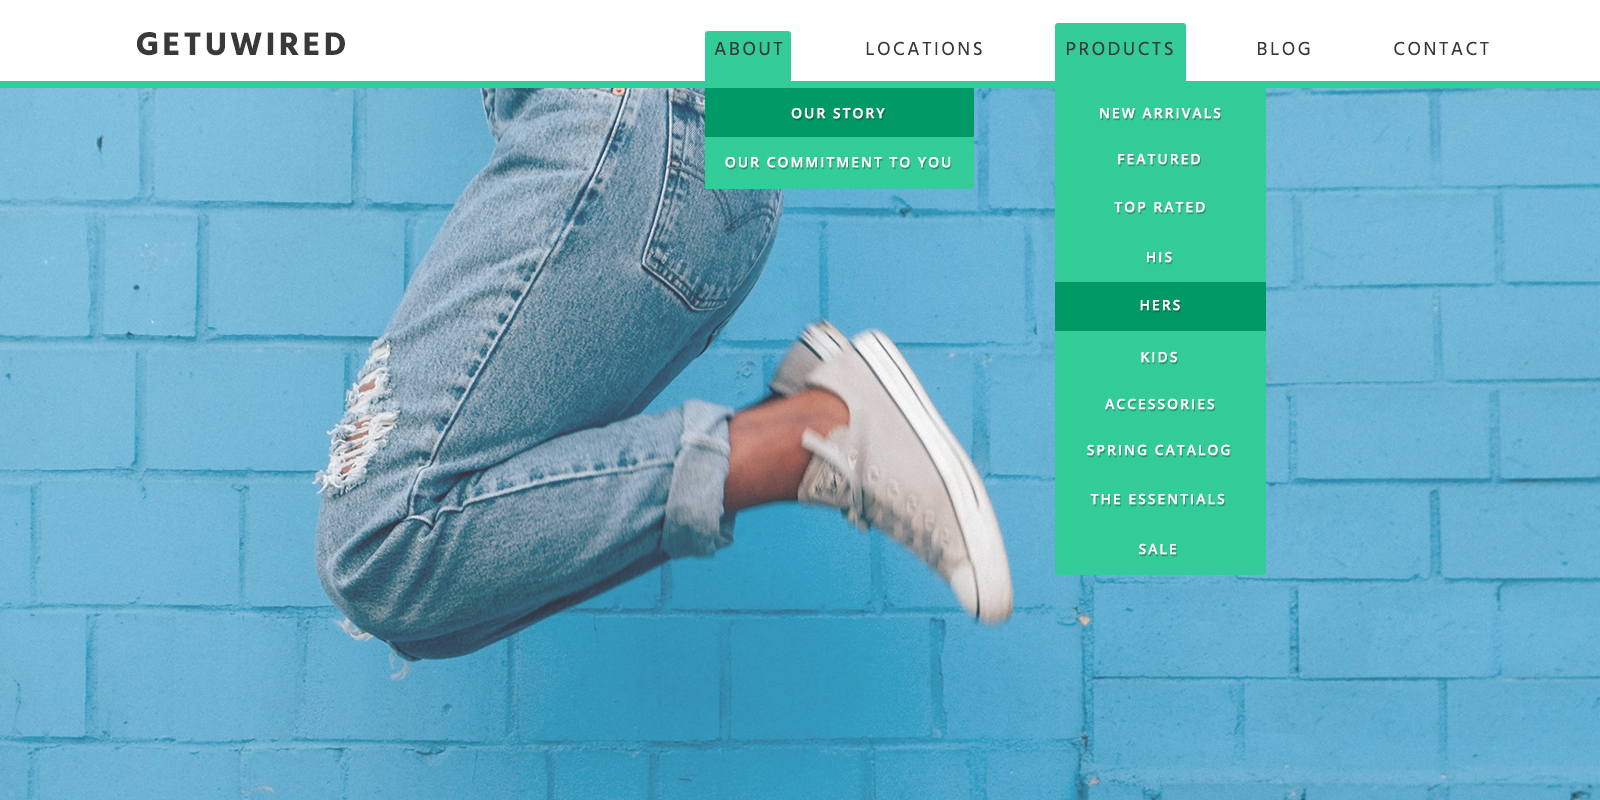 GETUWIRED
ABOUT
LOCATIONS
PRODUCTS
BLOG
CONTACT
OUR STORY
OUR COMMITMENT TO YOU
NEW ARRIVALS
FEATURED
TOP RATED
HIS
HERS
KIDS
ACCESSORIES
SPRING CATALOG
THE ESSENTIALS
SALE